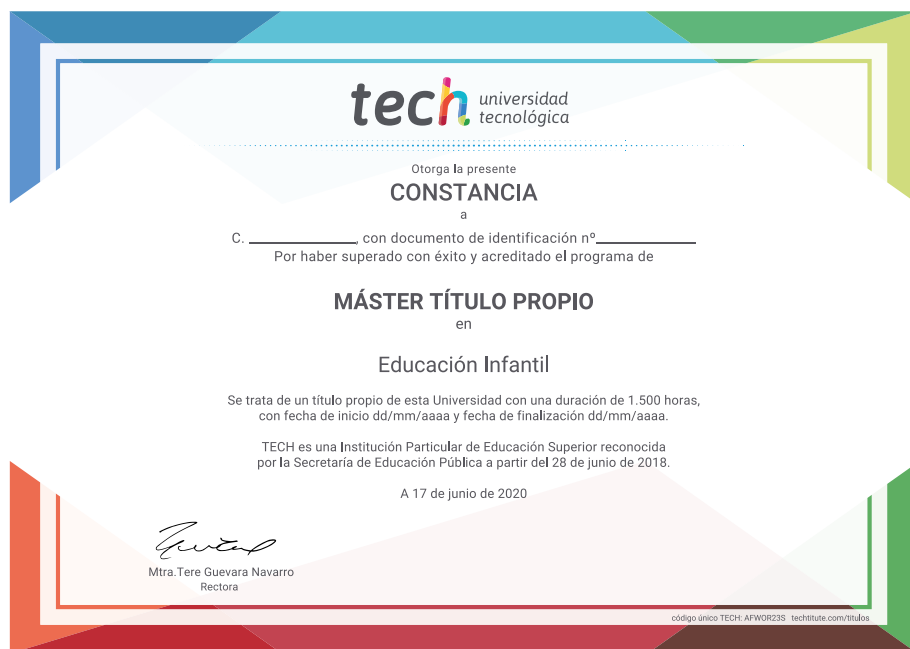 tech universidad
tecnológica
Otorga la presente
CONSTANCIA
a
C. ______________, con documento de identificación nº_____________
Por haber superado con éxito y acreditado el programa de
MÁSTER TÍTULO PROPIO
en
Educación Infantil
Se trata de un título propio de esta Universidad con una duración de 1.500 horas,
con fecha de inicio dd/mm/aaaa y fecha de finalización dd/mm/aaaa.
TECH es una Institución Particular de Educación Superior reconocida
por la Secretaría de Educación Pública a partir del 28 de junio de 2018.
A 17 de junio de 2020
Mtra.Tere Guevara Navarro
Rectora
código único TECH: AFWOR23S techtitute.com/titulos